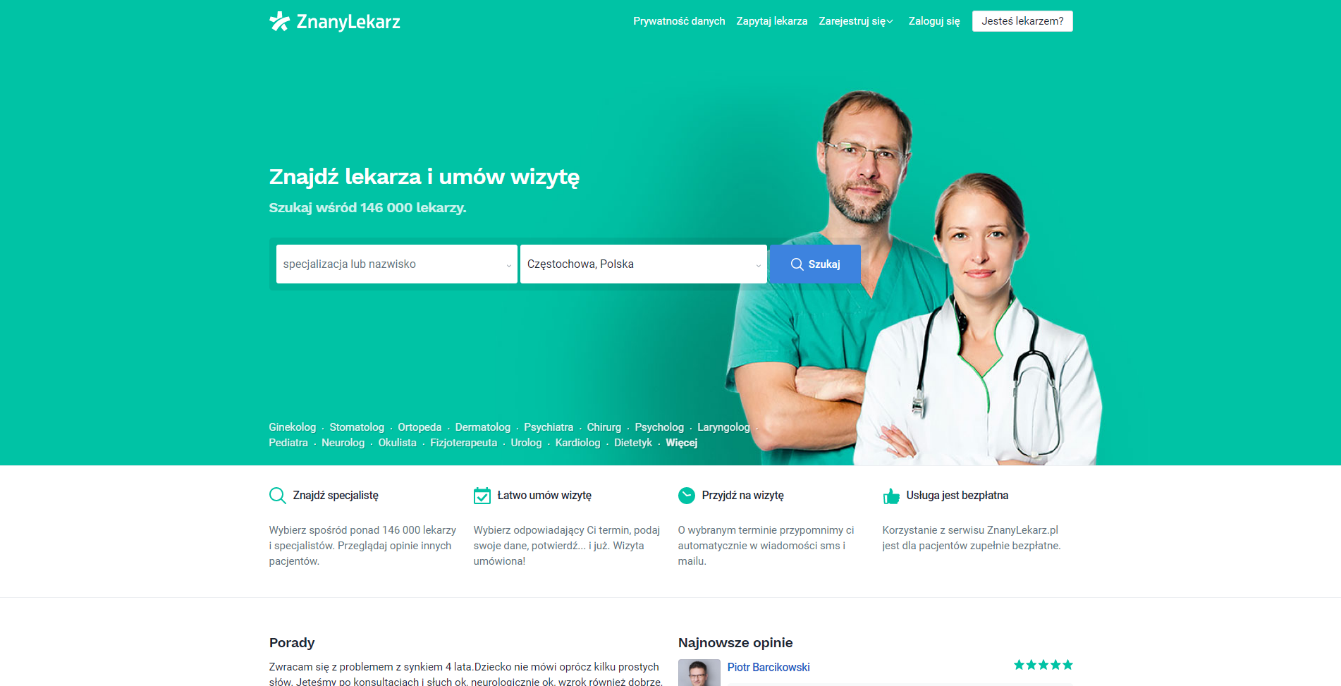 ZnanyLekarz
Prywatność danych Zapytaj lekarza Zarejestruj się Zaloguj się Jesteś lekarzem?
Znajdź lekarza i umów wizytę
Szukaj wśród 146 000 lekarzy.
specjalizacja lub nazwisko
Częstochowa, Polska
Szukaj
Ginekolog . Stomatolog . Ortopeda . Dermatolog . Psychiatra . Chirurg . Psycholog . Laryngolog .
Pediatra . Neurolog . Okulista . Fizjoterapeuta . Urolog . Kardiolog . Dietetyk . Więcej
Znajdź specjalistę
Wybierz spośród ponad 146 000 lekarzy
i specjalistów. Przeglądaj opinie innych
pacjentów.
Łatwo umów wizytę
Wybierz odpowiadający Ci termin, podaj
swoje dane, potwierdź... i już. Wizyta
umówiona!
Przyjdź na wizytę
O wybranym terminie przypomnimy ci
automatycznie w wiadomości sms i
mailu.
Usługa jest bezpłatna
Korzystanie z serwisu ZnanyLekarz.pl
jest dla pacjentów zupełnie bezpłatne.
Porady
Zwracam się z problemem z synkiem 4 lata.Dziecko nie mówi oprócz kilku prostych
słów. Jeteśmy po konsultacjach i słuch ok, neurologicznie ok, wzrok również dobrze.
Najnowsze opinie
Piotr Barcikowski